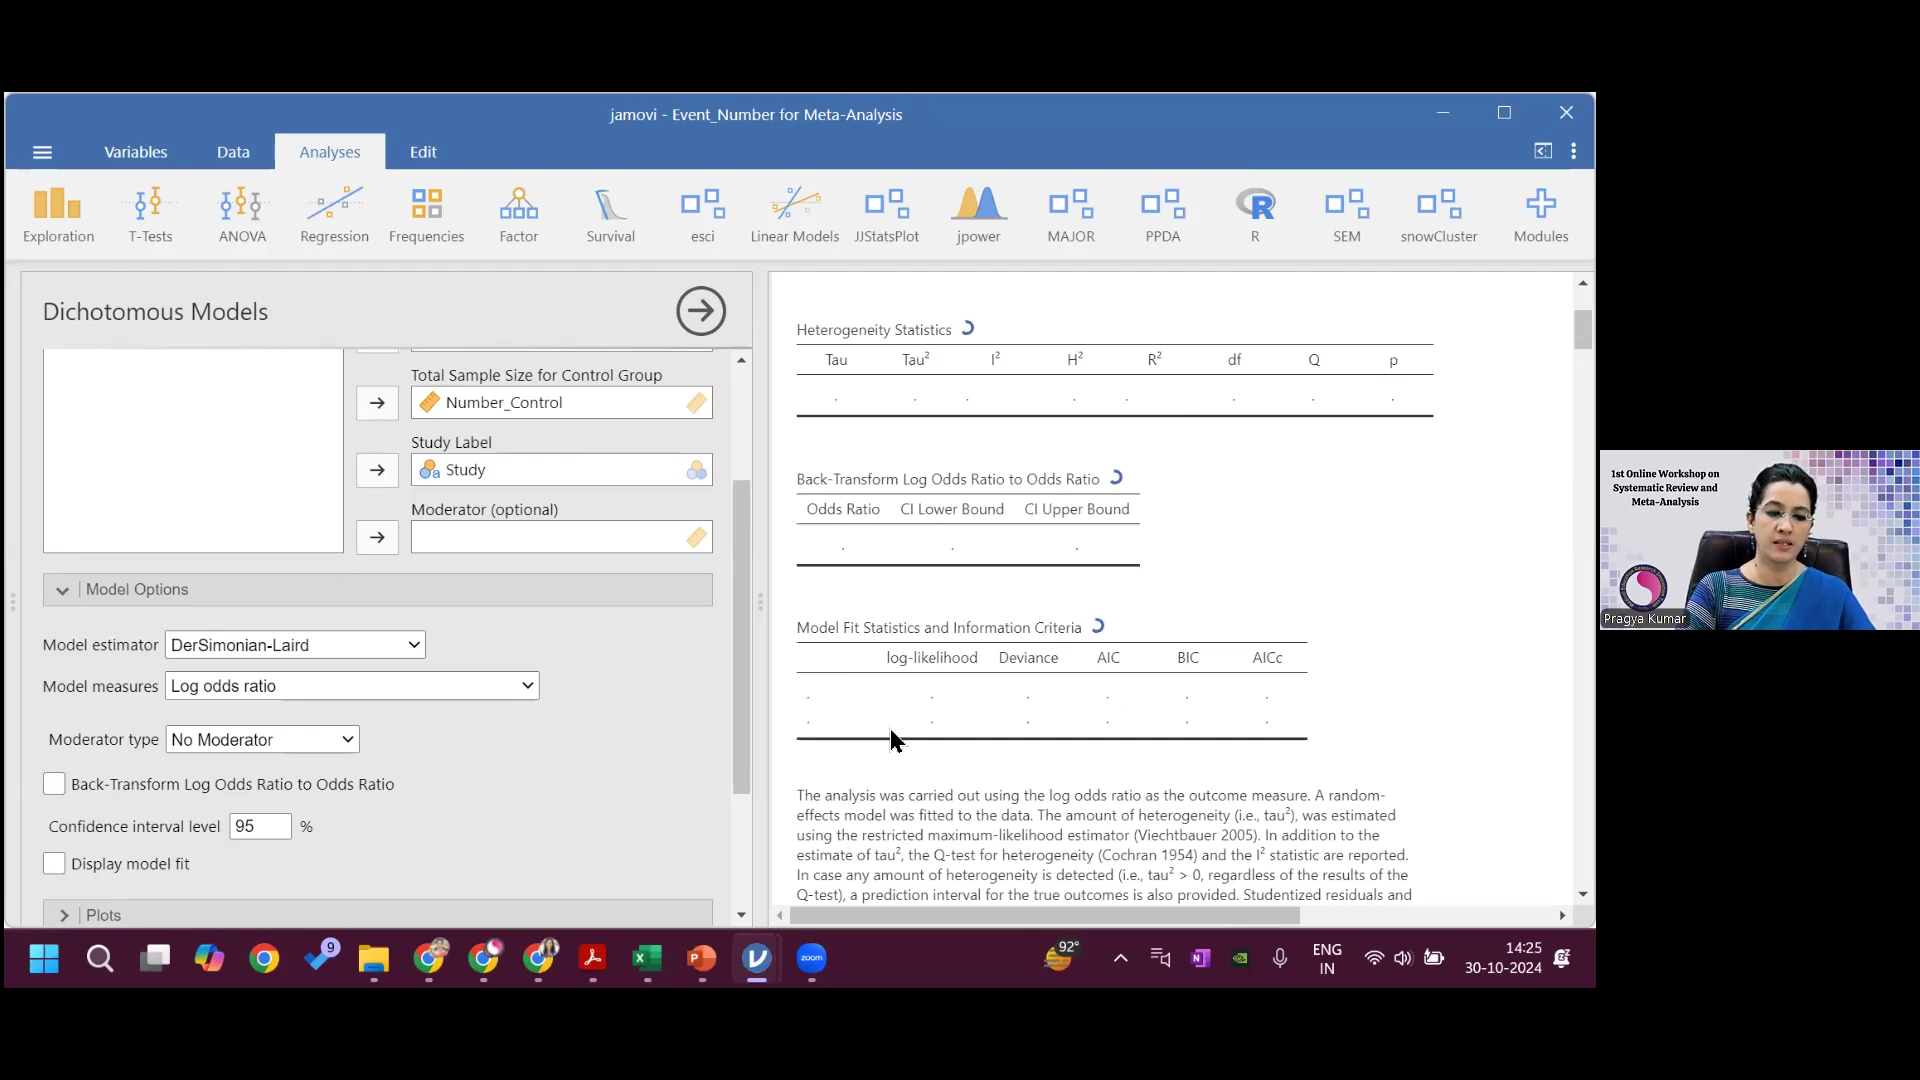 jamovi - Event_Number for Meta-Analysis
Variables
Data
Analyses
Edit
Exploration
T-Tests
ANOVA
Regression
Frequencies
Factor
Survival
esci
Linear Models
JJStatsPlot
jpower
MAJOR
PPDA
R
SEM
snowCluster
Modules
Dichotomous Models
Total Sample Size for Control Group
Number_Control
Study Label
Study
Moderator (optional)
Model Options
Model estimator DerSimonian-Laird
Model measures Log odds ratio
Moderator type No Moderator
Back-Transform Log Odds Ratio to Odds Ratio
Confidence interval level 95 %
Display model fit
Plots
Heterogeneity Statistics
Tau Tau² I² H² R² df Q p
Back-Transform Log Odds Ratio to Odds Ratio
Odds Ratio CI Lower Bound CI Upper Bound
Model Fit Statistics and Information Criteria
log-likelihood Deviance AIC BIC AICc
The analysis was carried out using the log odds ratio as the outcome measure. A random-
effects model was fitted to the data. The amount of heterogeneity (i.e., tau²), was estimated
using the restricted maximum-likelihood estimator (Viechtbauer 2005). In addition to the
estimate of tau², the Q-test for heterogeneity (Cochran 1954) and the I² statistic are reported.
In case any amount of heterogeneity is detected (i.e., tau² > 0, regardless of the results of the
Q-test), a prediction interval for the true outcomes is also provided. Studentized residuals and
1st Online Workshop on
Systematic Review and
Meta-Analysis
Pragya Kumar
9
zoom
92°
ENG
IN
14:25
30-10-2024